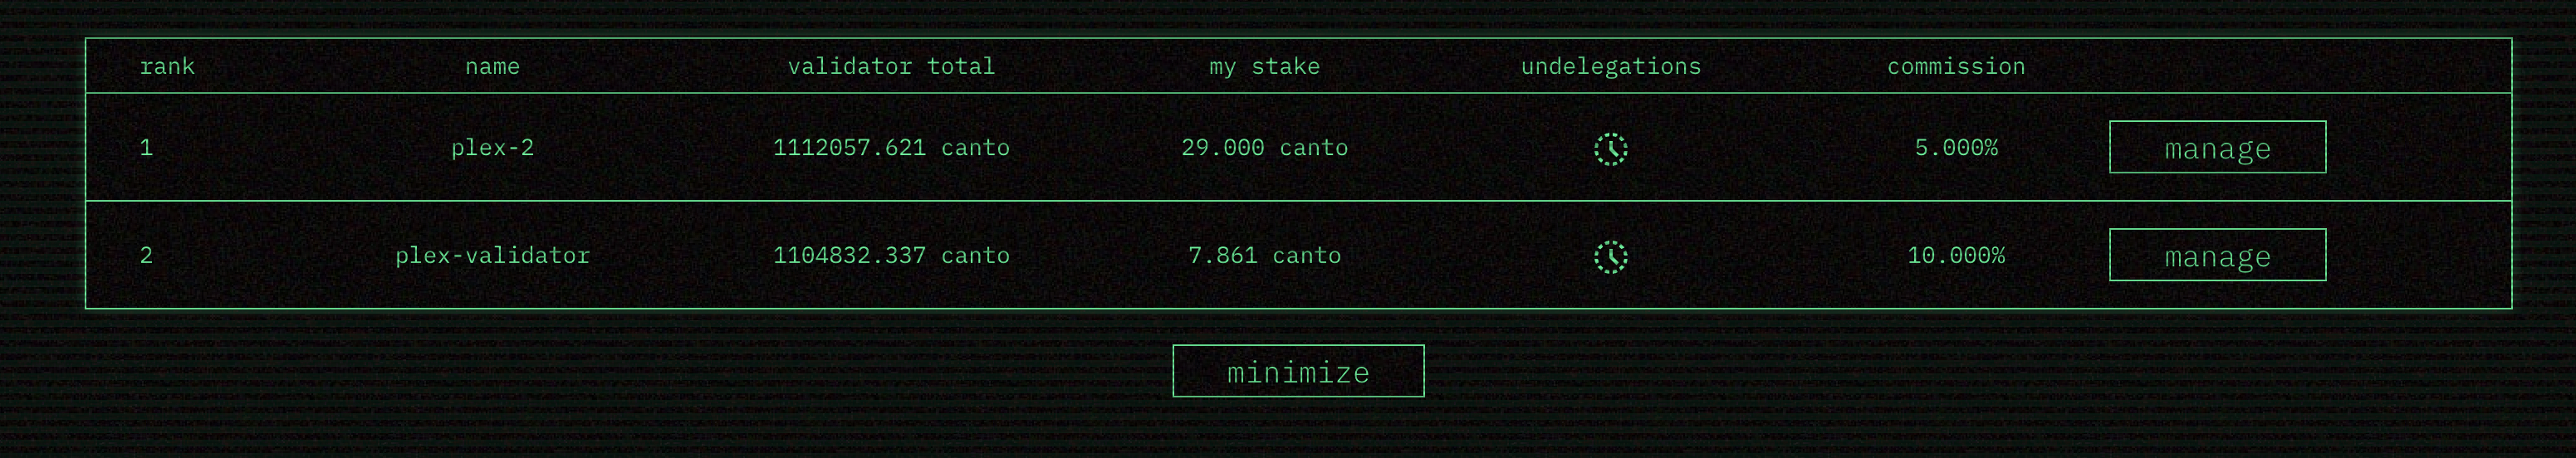 rank name validator total my stake undelegations commission
1 plex-2 1112057.621 canto 29.000 canto 5.000% manage
2 plex-validator 1104832.337 canto 7.861 canto 10.000% manage
minimize